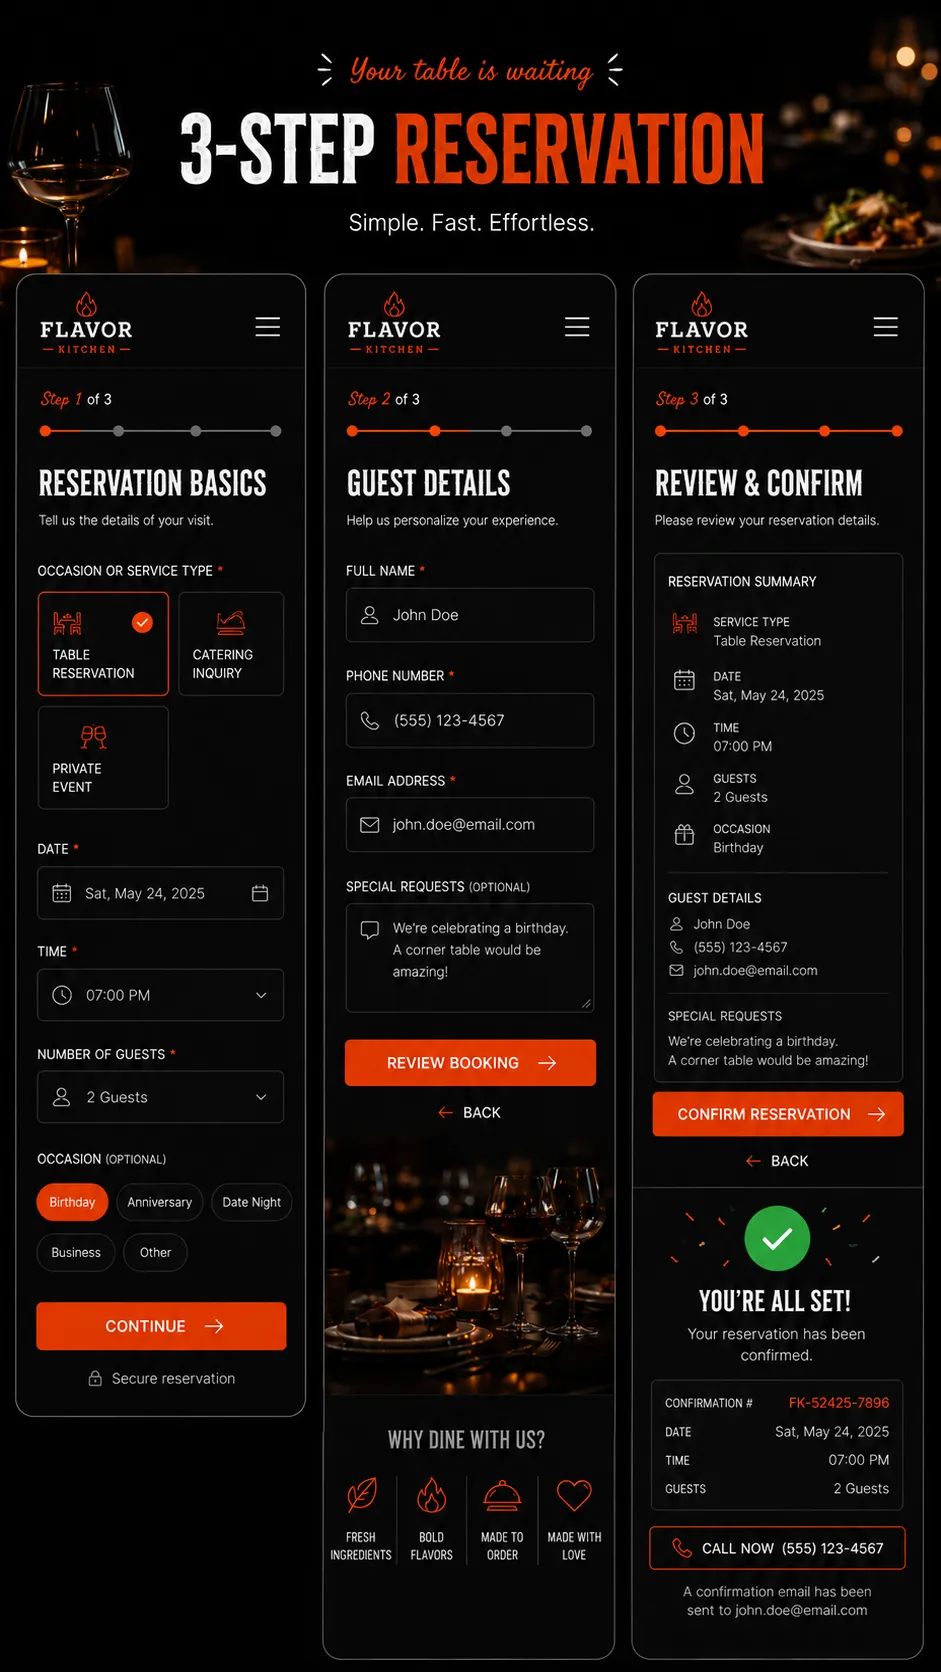 Your table is waiting
3-STEP RESERVATION
Simple. Fast. Effortless.
FLAVOR
KITCHEN
Step 1 of 3
RESERVATION BASICS
Tell us the details of your visit.
OCCASION OR SERVICE TYPE *
TABLE
RESERVATION
CATERING
INQUIRY
PRIVATE
EVENT
DATE *
Sat, May 24, 2025
TIME *
07:00 PM
NUMBER OF GUESTS *
2 Guests
OCCASION (OPTIONAL)
Birthday
Anniversary
Date Night
Business
Other
CONTINUE →
Secure reservation
FLAVOR
KITCHEN
Step 2 of 3
GUEST DETAILS
Help us personalize your experience.
FULL NAME *
John Doe
PHONE NUMBER *
(555) 123-4567
EMAIL ADDRESS *
john.doe@email.com
SPECIAL REQUESTS (OPTIONAL)
We're celebrating a birthday.
A corner table would be
amazing!
REVIEW BOOKING →
← BACK
WHY DINE WITH US?
FRESH
INGREDIENTS
BOLD
FLAVORS
MADE TO
ORDER
MADE WITH
LOVE
FLAVOR
KITCHEN
Step 3 of 3
REVIEW & CONFIRM
Please review your reservation details.
RESERVATION SUMMARY
SERVICE TYPE
Table Reservation
DATE
Sat, May 24, 2025
TIME
07:00 PM
GUESTS
2 Guests
OCCASION
Birthday
GUEST DETAILS
John Doe
(555) 123-4567
john.doe@email.com
SPECIAL REQUESTS
We're celebrating a birthday.
A corner table would be amazing!
CONFIRM RESERVATION →
← BACK
YOU'RE ALL SET!
Your reservation has been
confirmed.
CONFIRMATION # FK-52425-7896
DATE Sat, May 24, 2025
TIME 07:00 PM
GUESTS 2 Guests
CALL NOW (555) 123-4567
A confirmation email has been
sent to john.doe@email.com